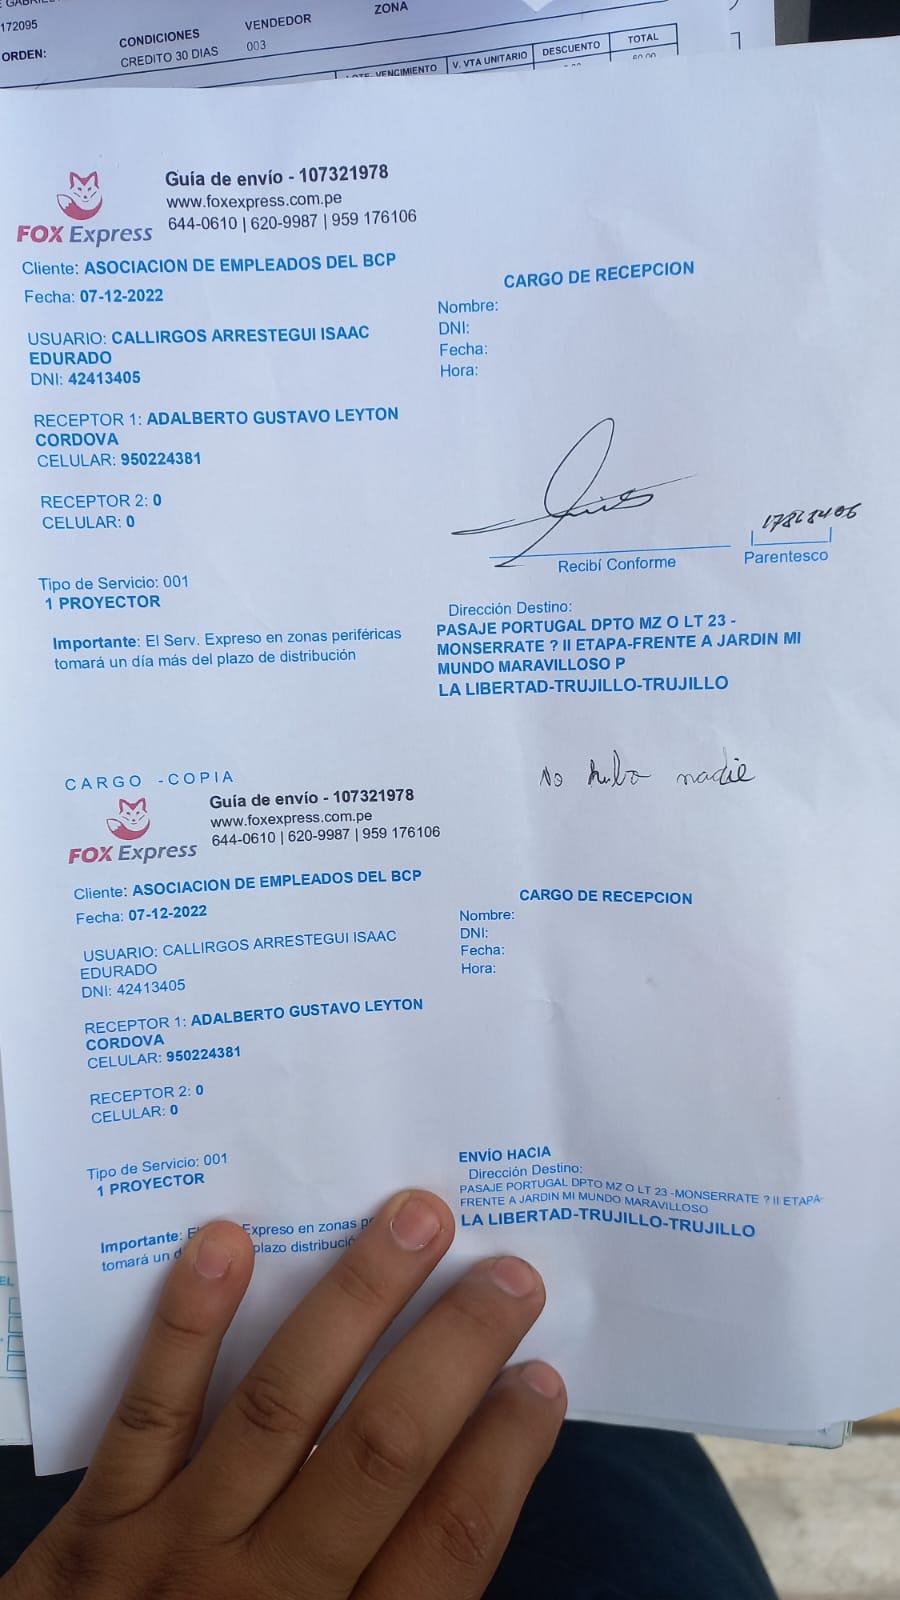 172095
ORDEN:
CONDICIONES
CREDITO 30 DIAS
VENDEDOR
003
ZONA
VENCIMIENTO
V. VTA UNITARIO
DESCUENTO
TOTAL
Guía de envío - 107321978
www.foxexpress.com.pe
644-0610 | 620-9987 | 959 176106
FOX Express
Cliente: ASOCIACION DE EMPLEADOS DEL BCP
Fecha: 07-12-2022
USUARIO: CALLIRGOS ARRESTEGUI ISAAC
EDURADO
DNI: 42413405
RECEPTOR 1: ADALBERTO GUSTAVO LEYTON
CORDOVA
CELULAR: 950224381
RECEPTOR 2: 0
CELULAR: 0
Tipo de Servicio: 001
1 PROYECTOR
Importante: El Serv. Expreso en zonas periféricas
tomará un día más del plazo de distribución
CARGO DE RECEPCION
Nombre:
DNI:
Fecha:
Hora:
Recibí Conforme
Parentesco
Dirección Destino:
PASAJE PORTUGAL DPTO MZ O LT 23 -
MONSERRATE ? II ETAPA-FRENTE A JARDIN MI
MUNDO MARAVILLOSO P
LA LIBERTAD-TRUJILLO-TRUJILLO
No hubo nadie
CARGO -COPIA
Guía de envío - 107321978
www.foxexpress.com.pe
644-0610 | 620-9987 | 959 176106
FOX Express
Cliente: ASOCIACION DE EMPLEADOS DEL BCP
Fecha: 07-12-2022
USUARIO: CALLIRGOS ARRESTEGUI ISAAC
EDURADO
DNI: 42413405
RECEPTOR 1: ADALBERTO GUSTAVO LEYTON
CORDOVA
CELULAR: 950224381
RECEPTOR 2: 0
CELULAR: 0
Tipo de Servicio: 001
1 PROYECTOR
Importante: Expreso en zonas
tomará un plazo
CARGO DE RECEPCION
Nombre:
DNI:
Fecha:
Hora:
ENVÍO HACIA
Dirección Destino:
PASAJE PORTUGAL DPTO MZ O LT 23 -MONSERRATE ? II ETAPA-
FRENTE A JARDIN MI MUNDO MARAVILLOSO
LA LIBERTAD-TRUJILLO-TRUJILLO